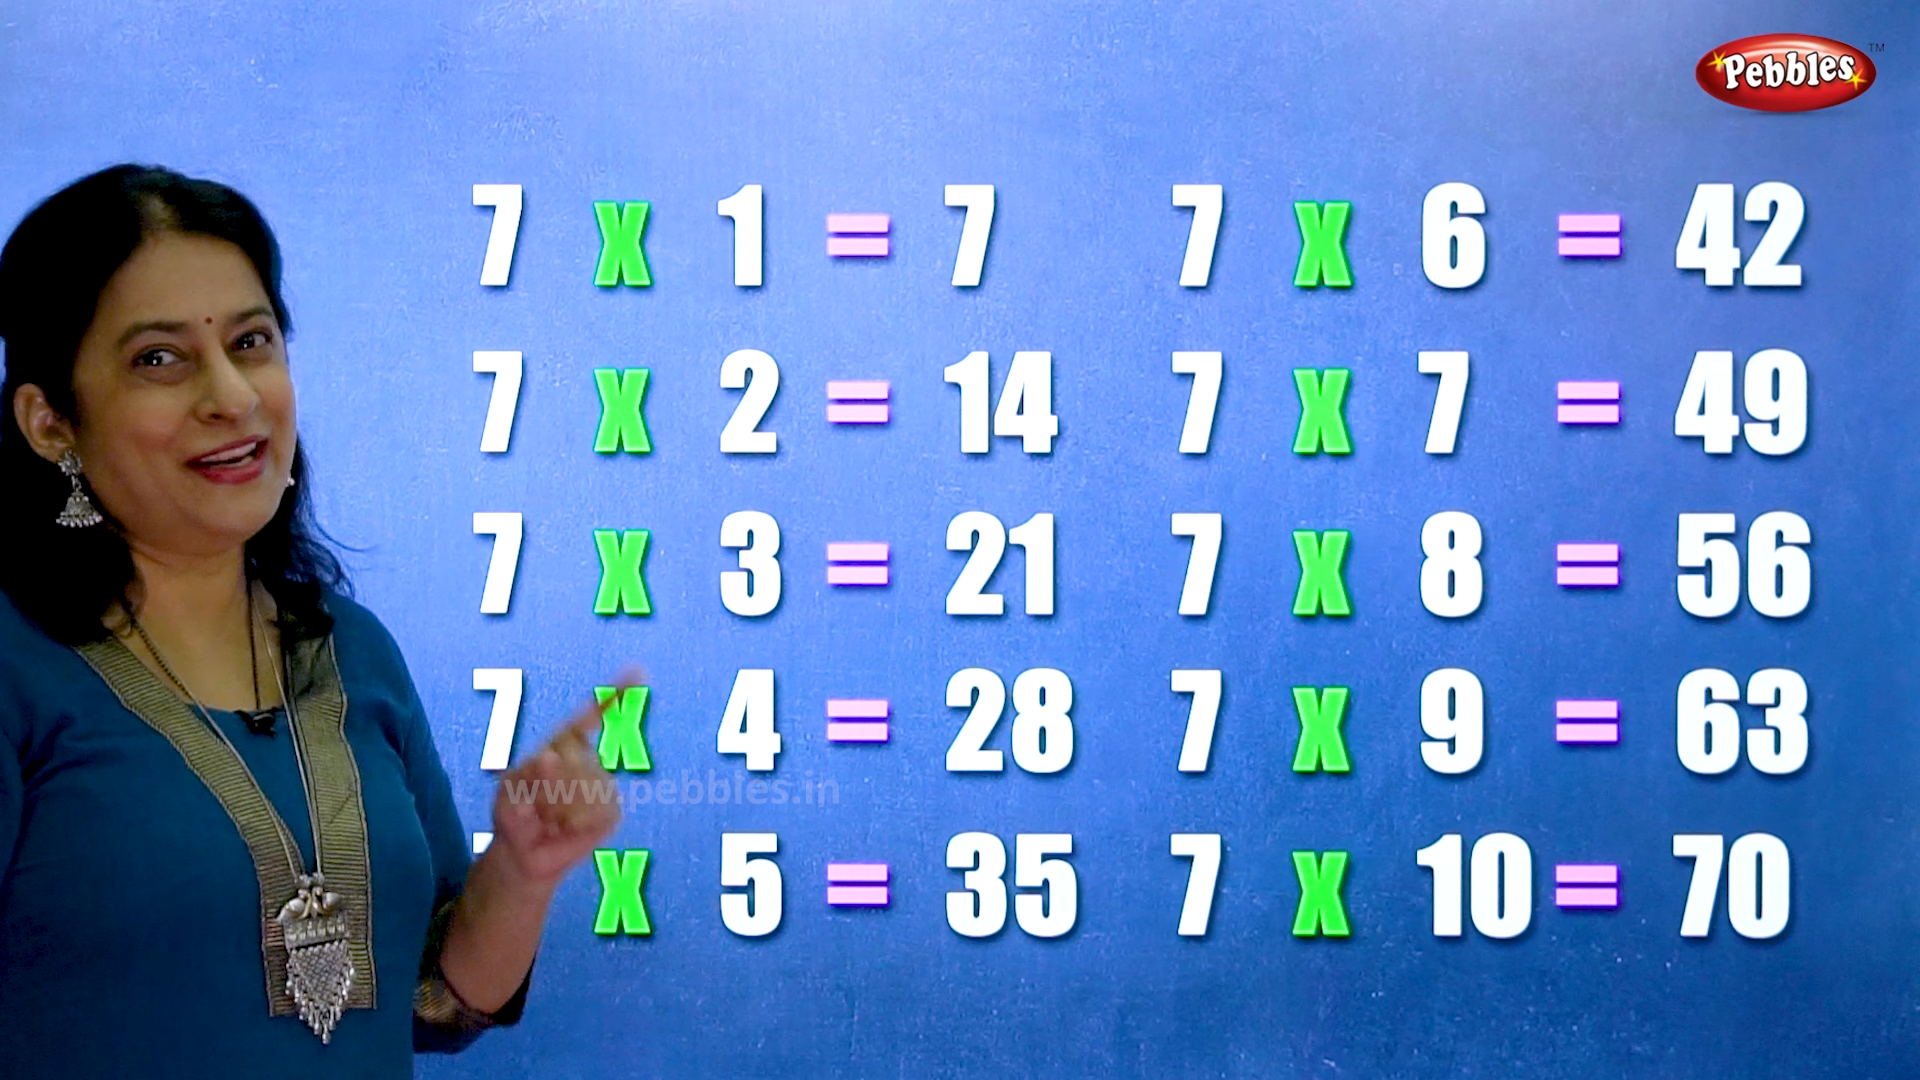 Pebbles TM
7 x 1 = 7
7 x 2 = 14
7 x 3 = 21
7 x 4 = 28
x 5 = 35
7 x 6 = 42
7 x 7 = 49
7 x 8 = 56
7 x 9 = 63
7 x 10 = 70
www.pebbles.in